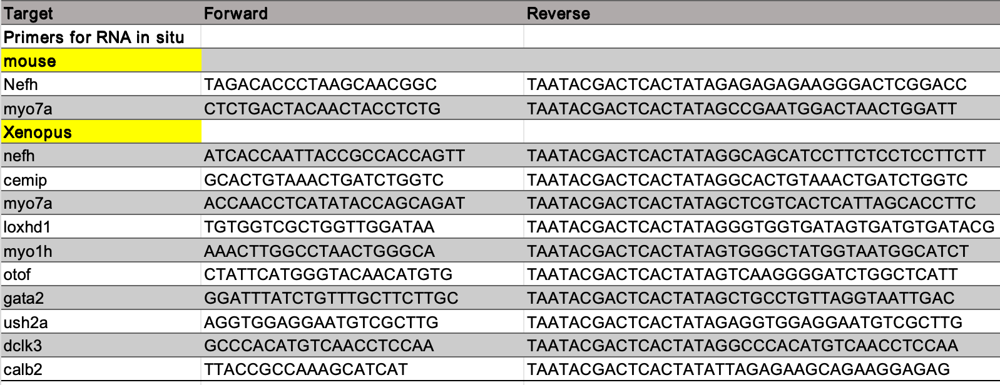 Target Forward Reverse
Primers for RNA in situ
mouse
Nefh TAGACACCCTAAGCAACGGC TAATACGACTCACTATAGAGAGAGAAGGGACTCGGACC
myo7a CTCTGACTACAACTACCTCTG TAATACGACTCACTATAGCCGAATGGACTAACTGGATT
Xenopus
nefh ATCACCAATTACCGCCACCAGTT TAATACGACTCACTATAGGCAGCATCCTTCTCCTCCTTCTT
cemip GCACTGTAAACTGATCTGGTC TAATACGACTCACTATAGGCACTGTAAACTGATCTGGTC
myo7a ACCAACCTCATATACCAGCAGAT TAATACGACTCACTATAGCTCGTCACTCATTAGCACCTTC
loxhd1 TGTGGTCGCTGGTTGGATAA TAATACGACTCACTATAGGGTGGTGATAGTGATGTGATACG
myo1h AAACTTGGCCTAACTGGGCA TAATACGACTCACTATAGTGGGCTATGGTAATGGCATCT
otof CTATTCATGGGTACAACATGTG TAATACGACTCACTATAGTCAAGGGGATCTGGCTCATT
gata2 GGATTTATCTGTTTGCTTCTTGC TAATACGACTCACTATAGCTGCCTGTTAGGTAATTGAC
ush2a AGGTGGAGGAATGTCGCTTG TAATACGACTCACTATAGAGGTGGAGGAATGTCGCTTG
dclk3 GCCCACATGTCAACCTCCAA TAATACGACTCACTATAGGCCCACATGTCAACCTCCAA
calb2 TTACCGCCAAAGCATCAT TAATACGACTCACTATATTAGAGAAGCAGAAGGAGAG